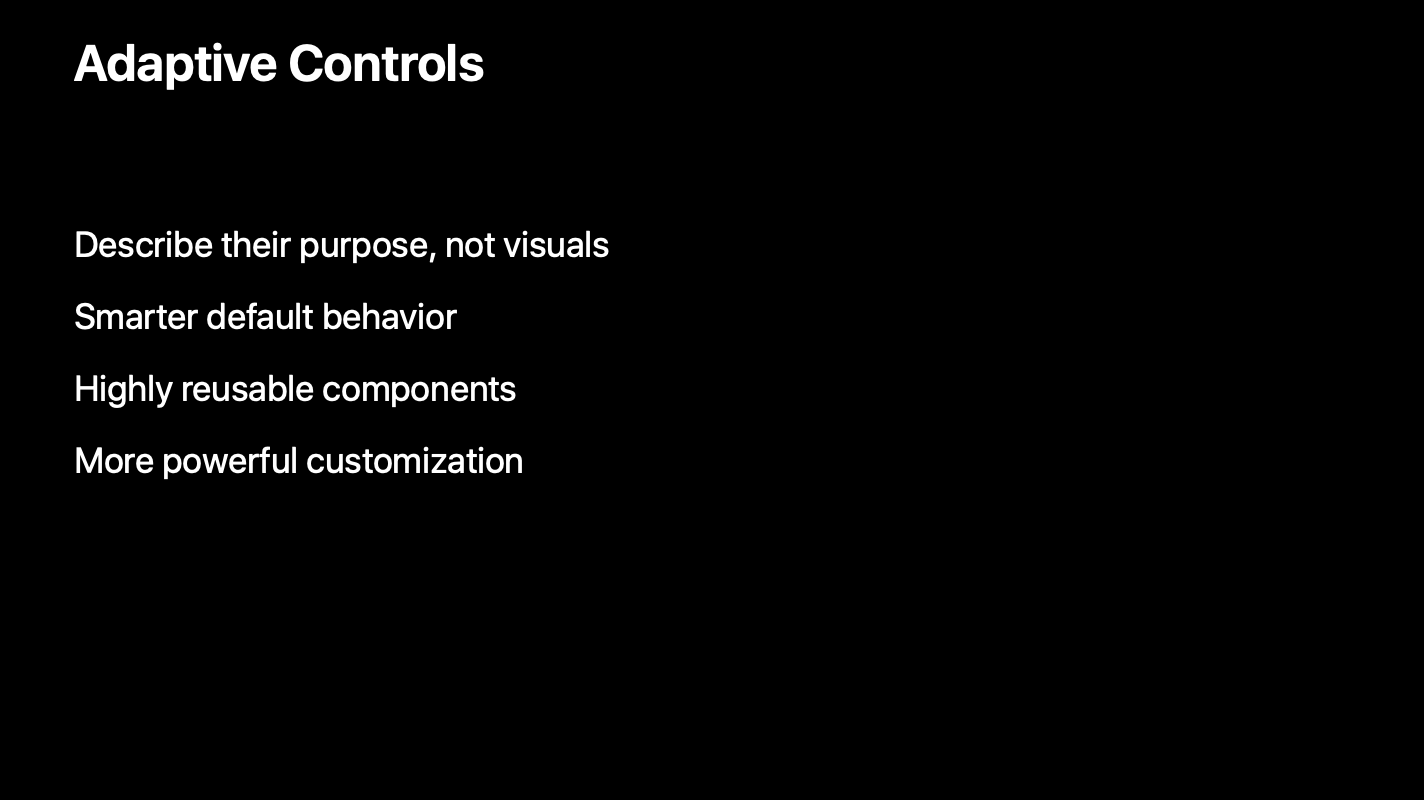 Adaptive Controls
Describe their purpose, not visuals
Smarter default behavior
Highly reusable components
More powerful customization